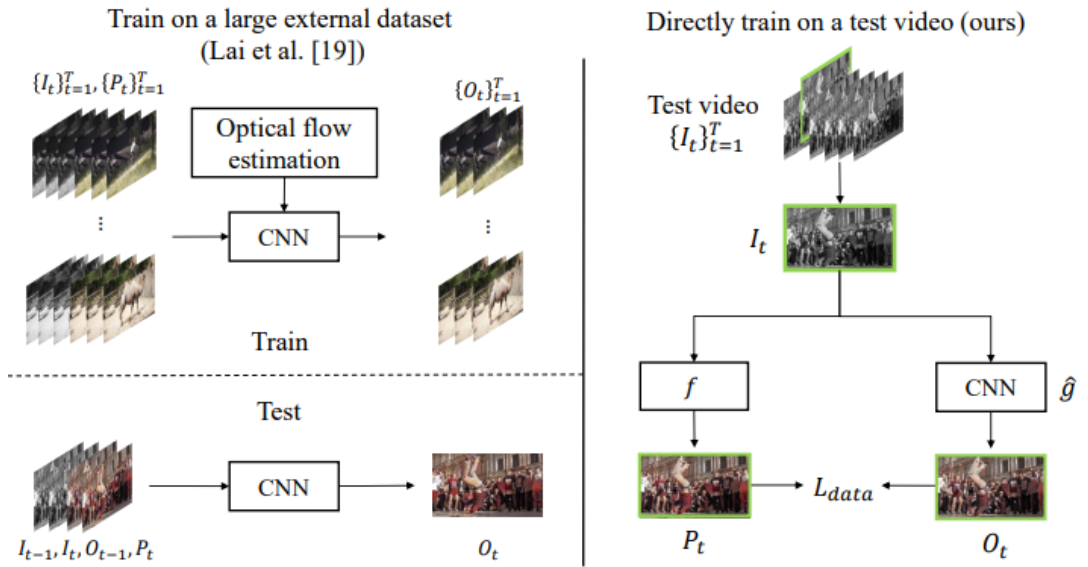 Train on a large external dataset
(Lai et al. [19])
{I_t}_{t=1}^T, {P_t}_{t=1}^T
{O_t}_{t=1}^T
Optical flow
estimation
...
...
CNN
Train
Test
CNN
I_{t-1}, I_t, O_{t-1}, P_t
O_t
Directly train on a test video (ours)
Test video
{I_t}_{t=1}^T
I_t
f
CNN
ĝ
L_{data}
P_t
O_t